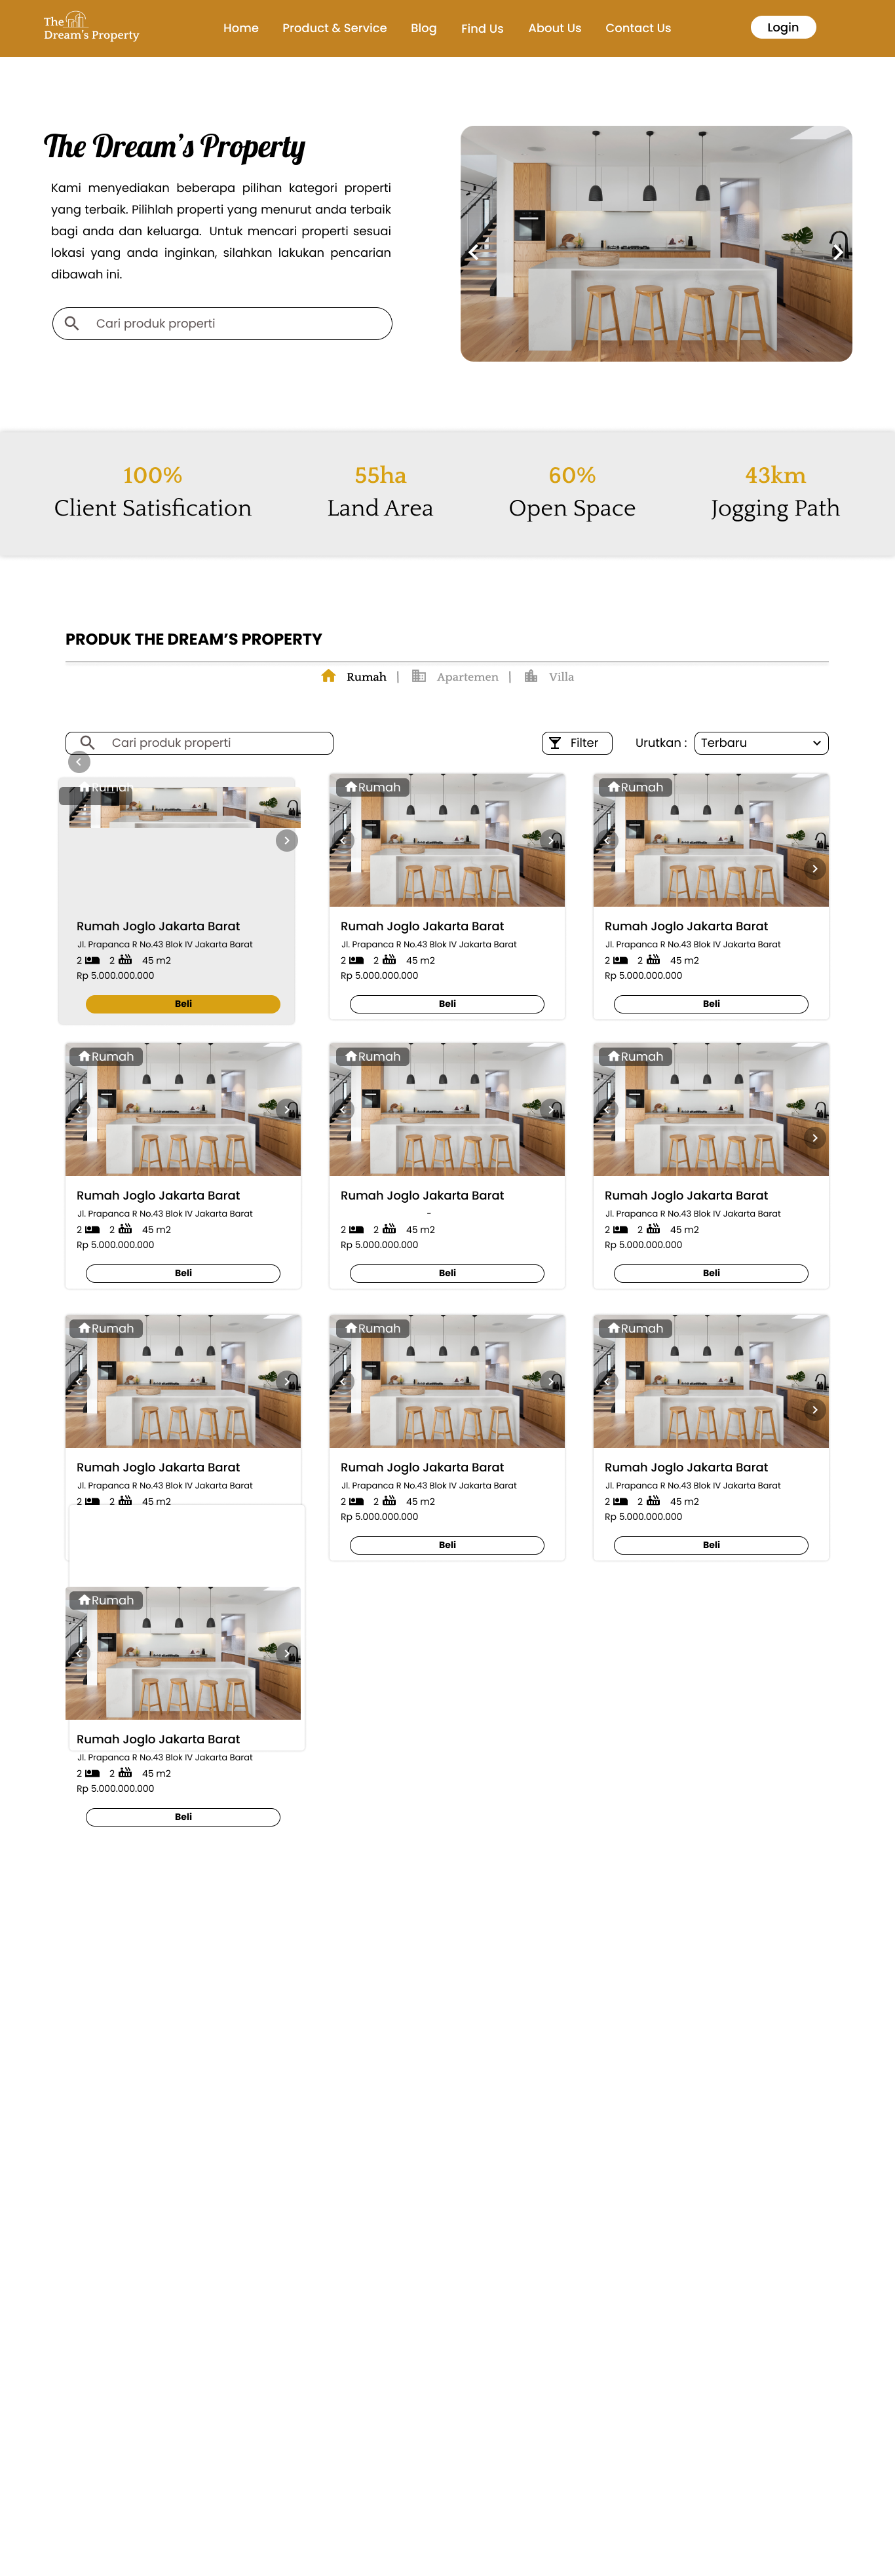 The
Dream's Property
Home Product & Service Blog Find Us About Us Contact Us Login
The Dream's Property
Kami menyediakan beberapa pilihan kategori properti
yang terbaik. Pilihlah properti yang menurut anda terbaik
bagi anda dan keluarga. Untuk mencari properti sesuai
lokasi yang anda inginkan, silahkan lakukan pencarian
dibawah ini.
Cari produk properti
100% 55ha 60% 43km
Client Satisfication Land Area Open Space Jogging Path
PRODUK THE DREAM'S PROPERTY
Rumah | Apartemen | Villa
Cari produk properti Filter Urutkan : Terbaru
Rumah Rumah Rumah
Rumah Joglo Jakarta Barat Rumah Joglo Jakarta Barat Rumah Joglo Jakarta Barat
Jl. Prapanca R No.43 Blok IV Jakarta Barat Jl. Prapanca R No.43 Blok IV Jakarta Barat Jl. Prapanca R No.43 Blok IV Jakarta Barat
2 2 45 m2 2 2 45 m2 2 2 45 m2
Rp 5.000.000.000 Rp 5.000.000.000 Rp 5.000.000.000
Beli Beli Beli
Rumah Rumah Rumah
Rumah Joglo Jakarta Barat Rumah Joglo Jakarta Barat Rumah Joglo Jakarta Barat
Jl. Prapanca R No.43 Blok IV Jakarta Barat - Jl. Prapanca R No.43 Blok IV Jakarta Barat
2 2 45 m2 2 2 45 m2 2 2 45 m2
Rp 5.000.000.000 Rp 5.000.000.000 Rp 5.000.000.000
Beli Beli Beli
Rumah Rumah Rumah
Rumah Joglo Jakarta Barat Rumah Joglo Jakarta Barat Rumah Joglo Jakarta Barat
Jl. Prapanca R No.43 Blok IV Jakarta Barat Jl. Prapanca R No.43 Blok IV Jakarta Barat Jl. Prapanca R No.43 Blok IV Jakarta Barat
2 2 45 m2 2 2 45 m2 2 2 45 m2
Rp 5.000.000.000 Rp 5.000.000.000
Beli Beli
Rumah
Rumah Joglo Jakarta Barat
Jl. Prapanca R No.43 Blok IV Jakarta Barat
2 2 45 m2
Rp 5.000.000.000
Beli